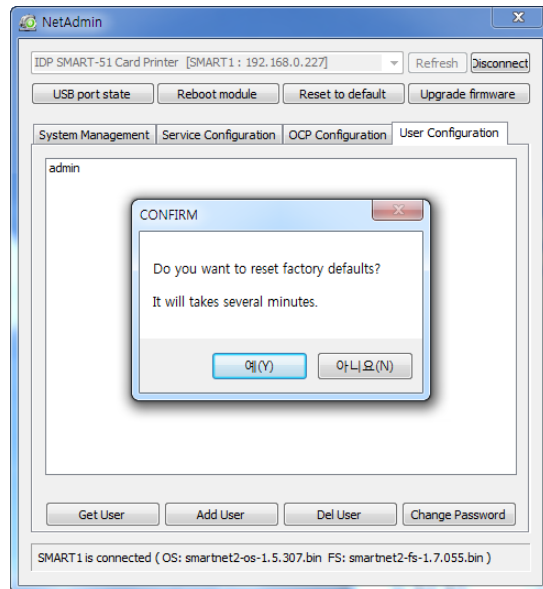 NetAdmin
IDP SMART-51 Card Printer [SMART1 : 192.168.0.227] Refresh Disconnect
USB port state Reboot module Reset to default Upgrade firmware
System Management Service Configuration OCP Configuration User Configuration
admin
CONFIRM
Do you want to reset factory defaults?
It will takes several minutes.
예(Y) 아니요(N)
Get User Add User Del User Change Password
SMART1 is connected ( OS: smartnet2-os-1.5.307.bin FS: smartnet2-fs-1.7.055.bin )